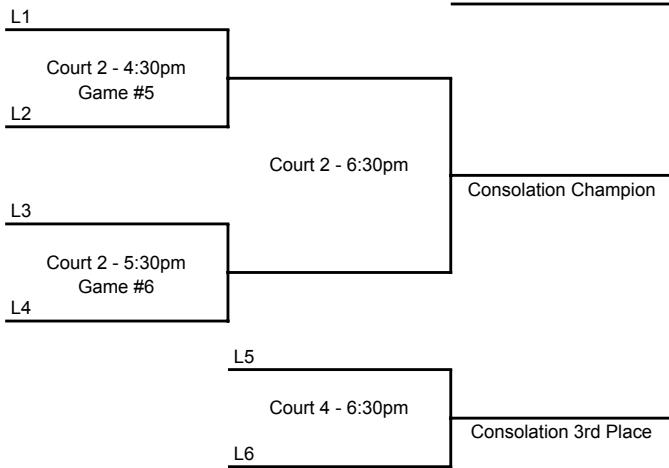 L1
Court 2 - 4:30pm
Game #5
L2
Court 2 - 6:30pm
Consolation Champion
L3
Court 2 - 5:30pm
Game #6
L4
L5
Court 4 - 6:30pm
Consolation 3rd Place
L6